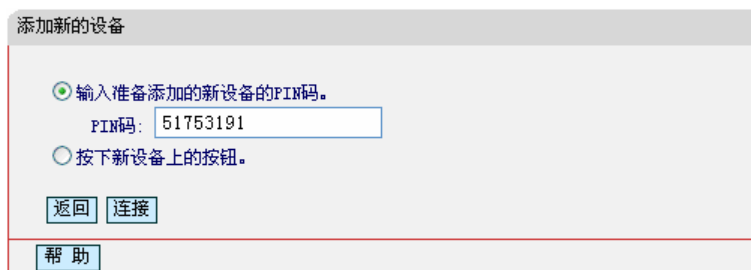 添加新的设备
输入准备添加的新设备的PIN码。
PIN码: 51753191
按下新设备上的按钮。
返回 连接
帮 助